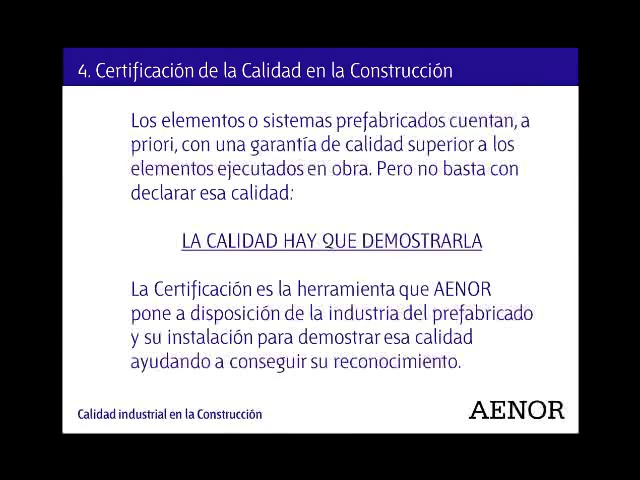 4. Certificación de la Calidad en la Construcción
Los elementos o sistemas prefabricados cuentan, a
priori, con una garantía de calidad superior a los
elementos ejecutados en obra. Pero no basta con
declarar esa calidad:
LA CALIDAD HAY QUE DEMOSTRARLA
La Certificación es la herramienta que AENOR
pone a disposición de la industria del prefabricado
y su instalación para demostrar esa calidad
ayudando a conseguir su reconocimiento.
Calidad industrial en la Construcción
AENOR